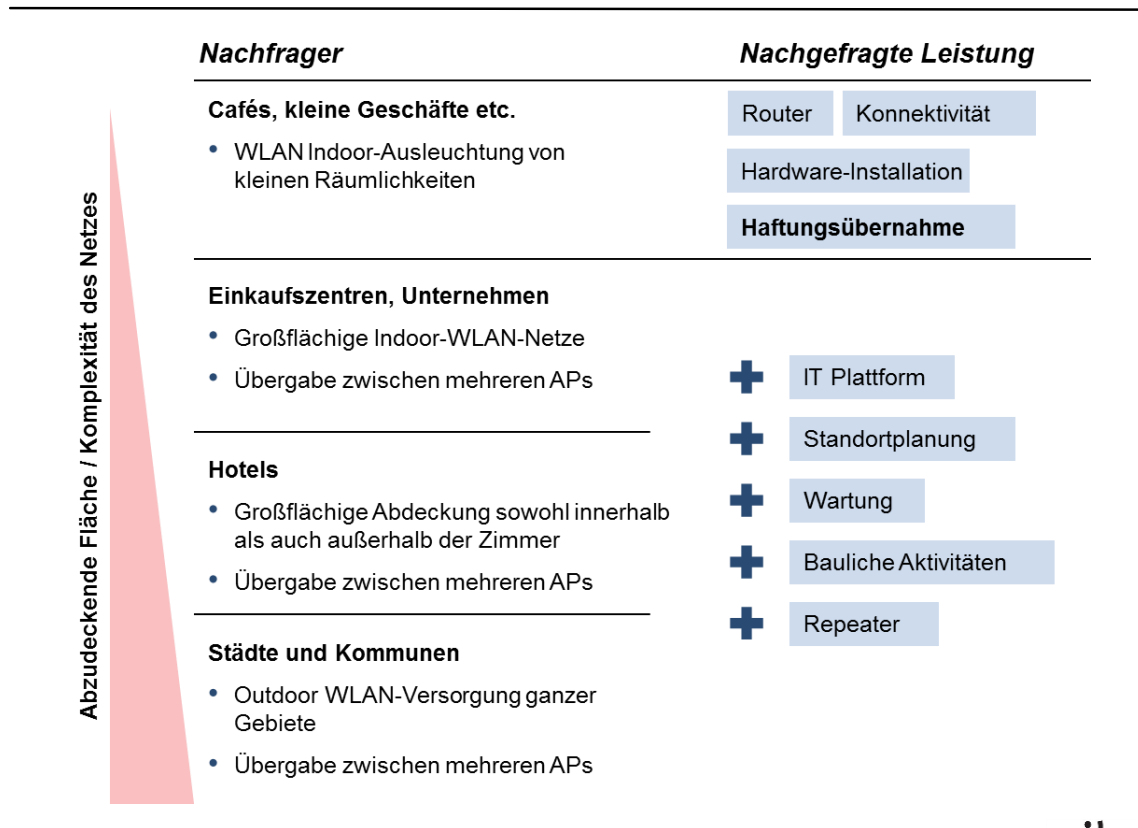 Nachfrager
Nachgefragte Leistung
Abzudeckende Fläche / Komplexität des Netzes
Cafés, kleine Geschäfte etc.
• WLAN Indoor-Ausleuchtung von
kleinen Räumlichkeiten
Router
Konnektivität
Hardware-Installation
Haftungsübernahme
Einkaufszentren, Unternehmen
• Großflächige Indoor-WLAN-Netze
• Übergabe zwischen mehreren APs
Hotels
• Großflächige Abdeckung sowohl innerhalb
als auch außerhalb der Zimmer
• Übergabe zwischen mehreren APs
Städte und Kommunen
• Outdoor WLAN-Versorgung ganzer
Gebiete
• Übergabe zwischen mehreren APs
IT Plattform
Standortplanung
Wartung
Bauliche Aktivitäten
Repeater